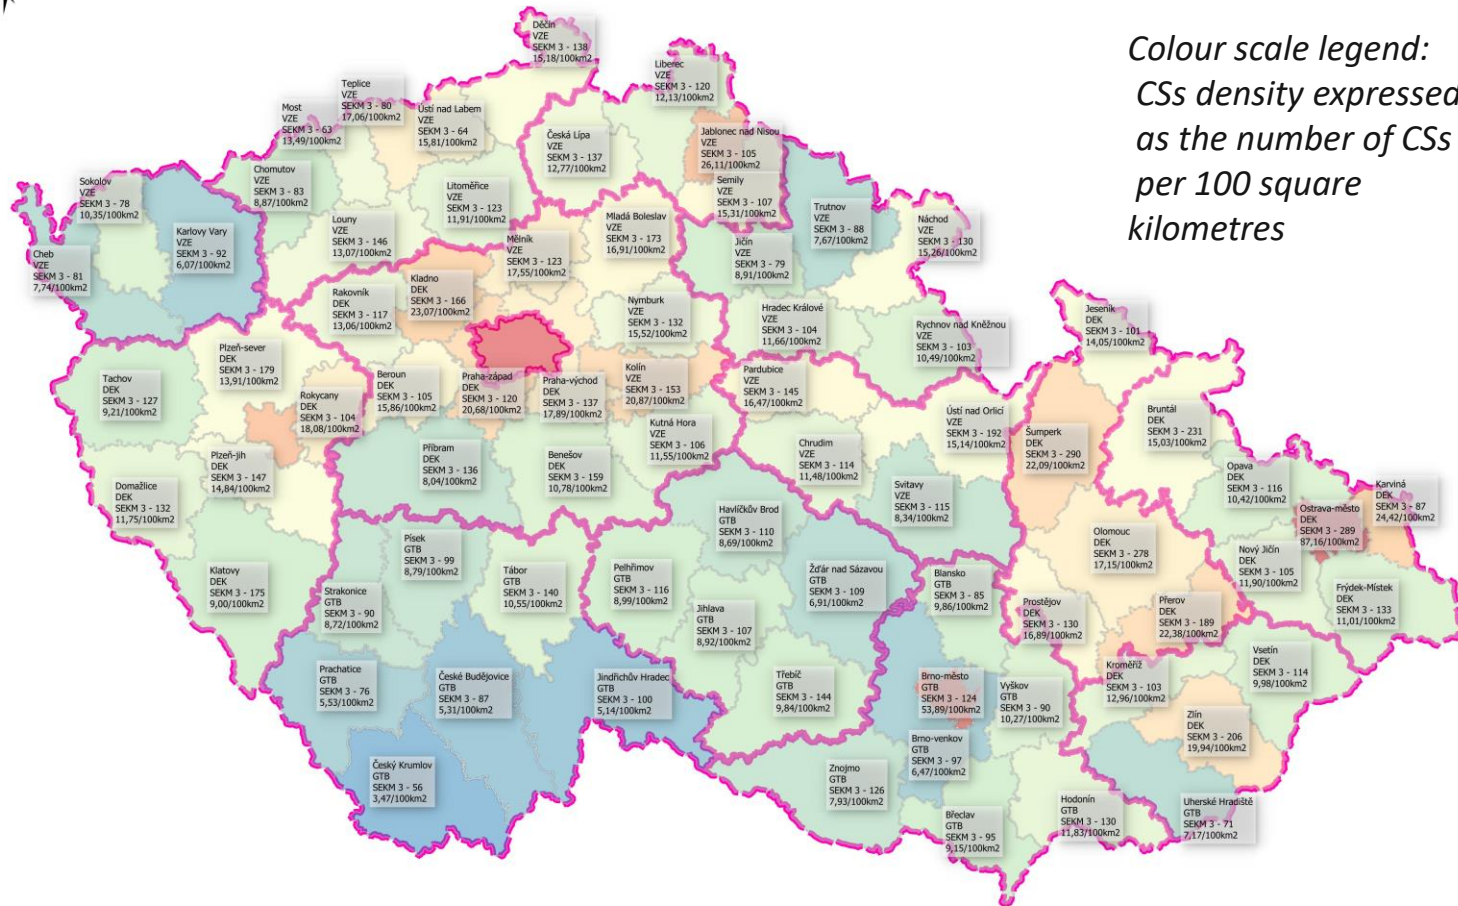 Colour scale legend:
CSs density expressed
as the number of CSs
per 100 square
kilometres
Děčín
VZE
SEKM 3 - 138
15,18/100km2
Liberec
VZE
SEKM 3 - 120
12,13/100km2
Teplice
VZE
SEKM 3 - 80
17,06/100km2
Ústí nad Labem
VZE
SEKM 3 - 64
15,81/100km2
Most
VZE
SEKM 3 - 63
13,49/100km2
Česká Lípa
VZE
SEKM 3 - 137
12,77/100km2
Jablonec nad Nisou
VZE
SEKM 3 - 105
26,11/100km2
Chomutov
VZE
SEKM 3 - 83
8,87/100km2
Sokolov
VZE
SEKM 3 - 78
10,35/100km2
Litoměřice
VZE
SEKM 3 - 123
11,91/100km2
Semily
VZE
SEKM 3 - 107
15,31/100km2
Trutnov
VZE
SEKM 3 - 88
7,67/100km2
Karlovy Vary
VZE
SEKM 3 - 92
6,07/100km2
Louny
VZE
SEKM 3 - 146
13,07/100km2
Mělník
VZE
SEKM 3 - 123
17,55/100km2
Mladá Boleslav
VZE
SEKM 3 - 173
16,91/100km2
Jičín
VZE
SEKM 3 - 79
8,91/100km2
Náchod
VZE
SEKM 3 - 130
15,26/100km2
Cheb
VZE
SEKM 3 - 81
7,74/100km2
Rakovník
DEK
SEKM 3 - 117
13,06/100km2
Kladno
DEK
SEKM 3 - 166
23,07/100km2
Nymburk
VZE
SEKM 3 - 132
15,52/100km2
Hradec Králové
VZE
SEKM 3 - 104
11,66/100km2
Rychnov nad Kněžnou
VZE
SEKM 3 - 103
10,49/100km2
Jeseník
DEK
SEKM 3 - 101
14,05/100km2
Plzeň-sever
DEK
SEKM 3 - 179
13,91/100km2
Tachov
DEK
SEKM 3 - 127
9,21/100km2
Rokycany
DEK
SEKM 3 - 104
18,08/100km2
Beroun
DEK
SEKM 3 - 105
15,86/100km2
Praha-západ
DEK
SEKM 3 - 120
20,68/100km2
Praha-východ
DEK
SEKM 3 - 137
17,89/100km2
Kolín
VZE
SEKM 3 - 153
20,87/100km2
Pardubice
VZE
SEKM 3 - 145
16,47/100km2
Kutná Hora
VZE
SEKM 3 - 106
11,55/100km2
Ústí nad Orlicí
VZE
SEKM 3 - 192
15,14/100km2
Šumperk
DEK
SEKM 3 - 290
22,09/100km2
Bruntál
DEK
SEKM 3 - 231
15,03/100km2
Plzeň-jih
DEK
SEKM 3 - 147
14,84/100km2
Příbram
DEK
SEKM 3 - 136
8,04/100km2
Benešov
DEK
SEKM 3 - 159
10,78/100km2
Chrudim
VZE
SEKM 3 - 114
11,48/100km2
Svitavy
VZE
SEKM 3 - 115
8,34/100km2
Opava
DEK
SEKM 3 - 116
10,42/100km2
Karviná
DEK
SEKM 3 - 87
24,42/100km2
Domažlice
DEK
SEKM 3 - 132
11,75/100km2
Ostrava-město
DEK
SEKM 3 - 289
87,16/100km2
Havlíčkův Brod
GTB
SEKM 3 - 110
8,69/100km2
Olomouc
DEK
SEKM 3 - 278
17,15/100km2
Nový Jičín
DEK
SEKM 3 - 105
11,90/100km2
Písek
GTB
SEKM 3 - 99
8,79/100km2
Klatovy
DEK
SEKM 3 - 175
9,00/100km2
Tábor
GTB
SEKM 3 - 140
10,55/100km2
Pelhřimov
GTB
SEKM 3 - 116
8,99/100km2
Žďár nad Sázavou
GTB
SEKM 3 - 109
6,91/100km2
Blansko
GTB
SEKM 3 - 85
9,86/100km2
Frýdek-Místek
DEK
SEKM 3 - 133
11,01/100km2
Strakonice
GTB
SEKM 3 - 90
8,72/100km2
Jihlava
GTB
SEKM 3 - 107
8,92/100km2
Prostějov
DEK
SEKM 3 - 130
16,89/100km2
Přerov
DEK
SEKM 3 - 189
22,38/100km2
Vsetín
DEK
SEKM 3 - 114
9,98/100km2
Prachatice
GTB
SEKM 3 - 76
5,53/100km2
České Budějovice
GTB
SEKM 3 - 87
5,31/100km2
Jindřichův Hradec
GTB
SEKM 3 - 100
5,14/100km2
Třebíč
GTB
SEKM 3 - 144
9,84/100km2
Brno-město
GTB
SEKM 3 - 124
53,89/100km2
Vyškov
GTB
SEKM 3 - 90
10,27/100km2
Kroměříž
DEK
SEKM 3 - 103
12,96/100km2
Zlín
DEK
SEKM 3 - 206
19,94/100km2
Brno-venkov
GTB
SEKM 3 - 97
6,47/100km2
Český Krumlov
GTB
SEKM 3 - 56
3,47/100km2
Znojmo
GTB
SEKM 3 - 126
7,93/100km2
Hodonín
GTB
SEKM 3 - 130
11,83/100km2
Uherské Hradiště
GTB
SEKM 3 - 71
7,17/100km2
Břeclav
GTB
SEKM 3 - 95
9,15/100km2